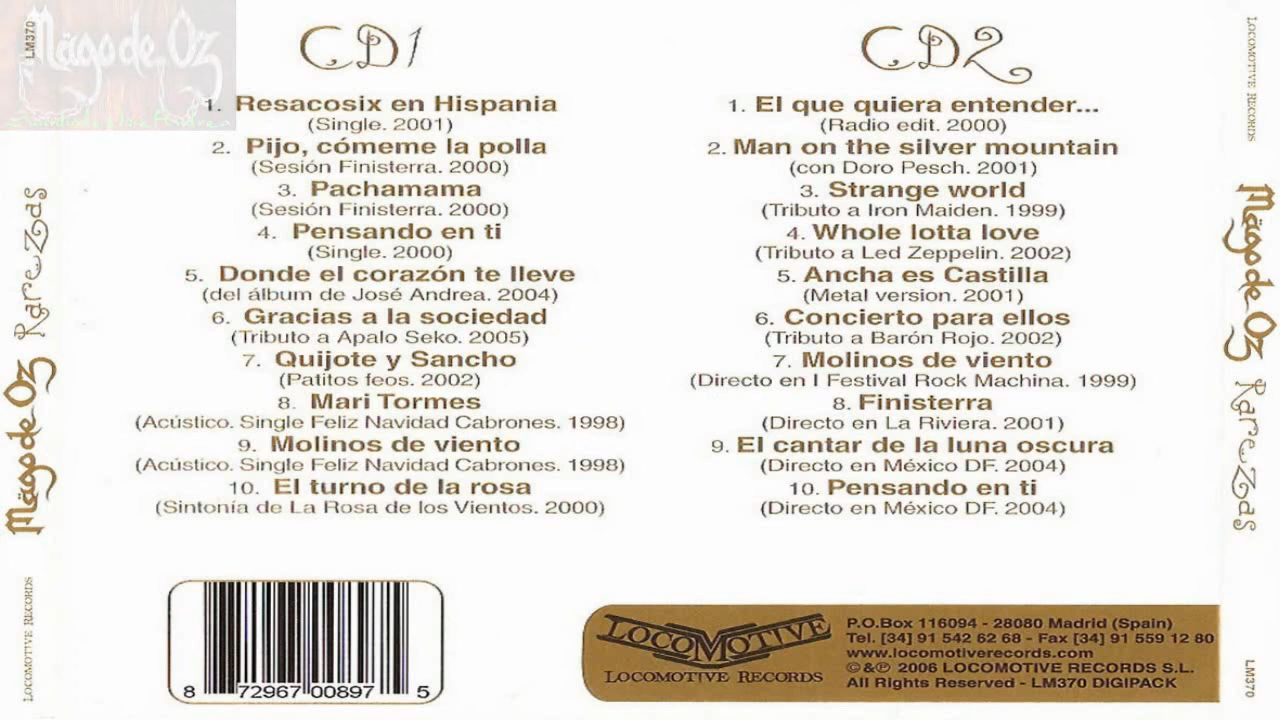 LM370
Mägo de Oz
CD1
1. Resacosix en Hispania
(Single. 2001)
2. Pijo, cómeme la polla
(Sesión Finisterra. 2000)
3. Pachamama
(Sesión Finisterra. 2000)
4. Pensando en ti
(Single. 2000)
5. Donde el corazón te lleve
(del álbum de José Andrea. 2004)
6. Gracias a la sociedad
(Tributo a Apalo Seko. 2005)
7. Quijote y Sancho
(Patitos feos. 2002)
8. Mari Tormes
(Acústico. Single Feliz Navidad Cabrones. 1998)
9. Molinos de viento
(Acústico. Single Feliz Navidad Cabrones. 1998)
10. El turno de la rosa
(Sintonía de La Rosa de los Vientos. 2000)
CD2
1. El que quiera entender...
(Radio edit. 2000)
2. Man on the silver mountain
(con Doro Pesch. 2001)
3. Strange world
(Tributo a Iron Maiden. 1999)
4. Whole lotta love
(Tributo a Led Zeppelin. 2002)
5. Ancha es Castilla
(Metal version. 2001)
6. Concierto para ellos
(Tributo a Barón Rojo. 2002)
7. Molinos de viento
(Directo en I Festival Rock Machina. 1999)
8. Finisterra
(Directo en La Riviera. 2001)
9. El cantar de la luna oscura
(Directo en México DF. 2004)
10. Pensando en ti
(Directo en México DF. 2004)
Mägo de Oz Rarezas
LOCOMOTIVE RECORDS
8 72967 00897 5
LOCOMOTIVE
LOCOMOTIVE RECORDS
P.O.Box 116094 - 28080 Madrid (Spain)
Tel. [34] 91 542 62 68 - Fax [34] 91 559 12 80
www.locomotiverecords.com
©&℗ 2006 LOCOMOTIVE RECORDS S.L.
All Rights Reserved - LM370 DIGIPACK
LOCOMOTIVE RECORDS
Mägo de Oz Rarezas
LM370